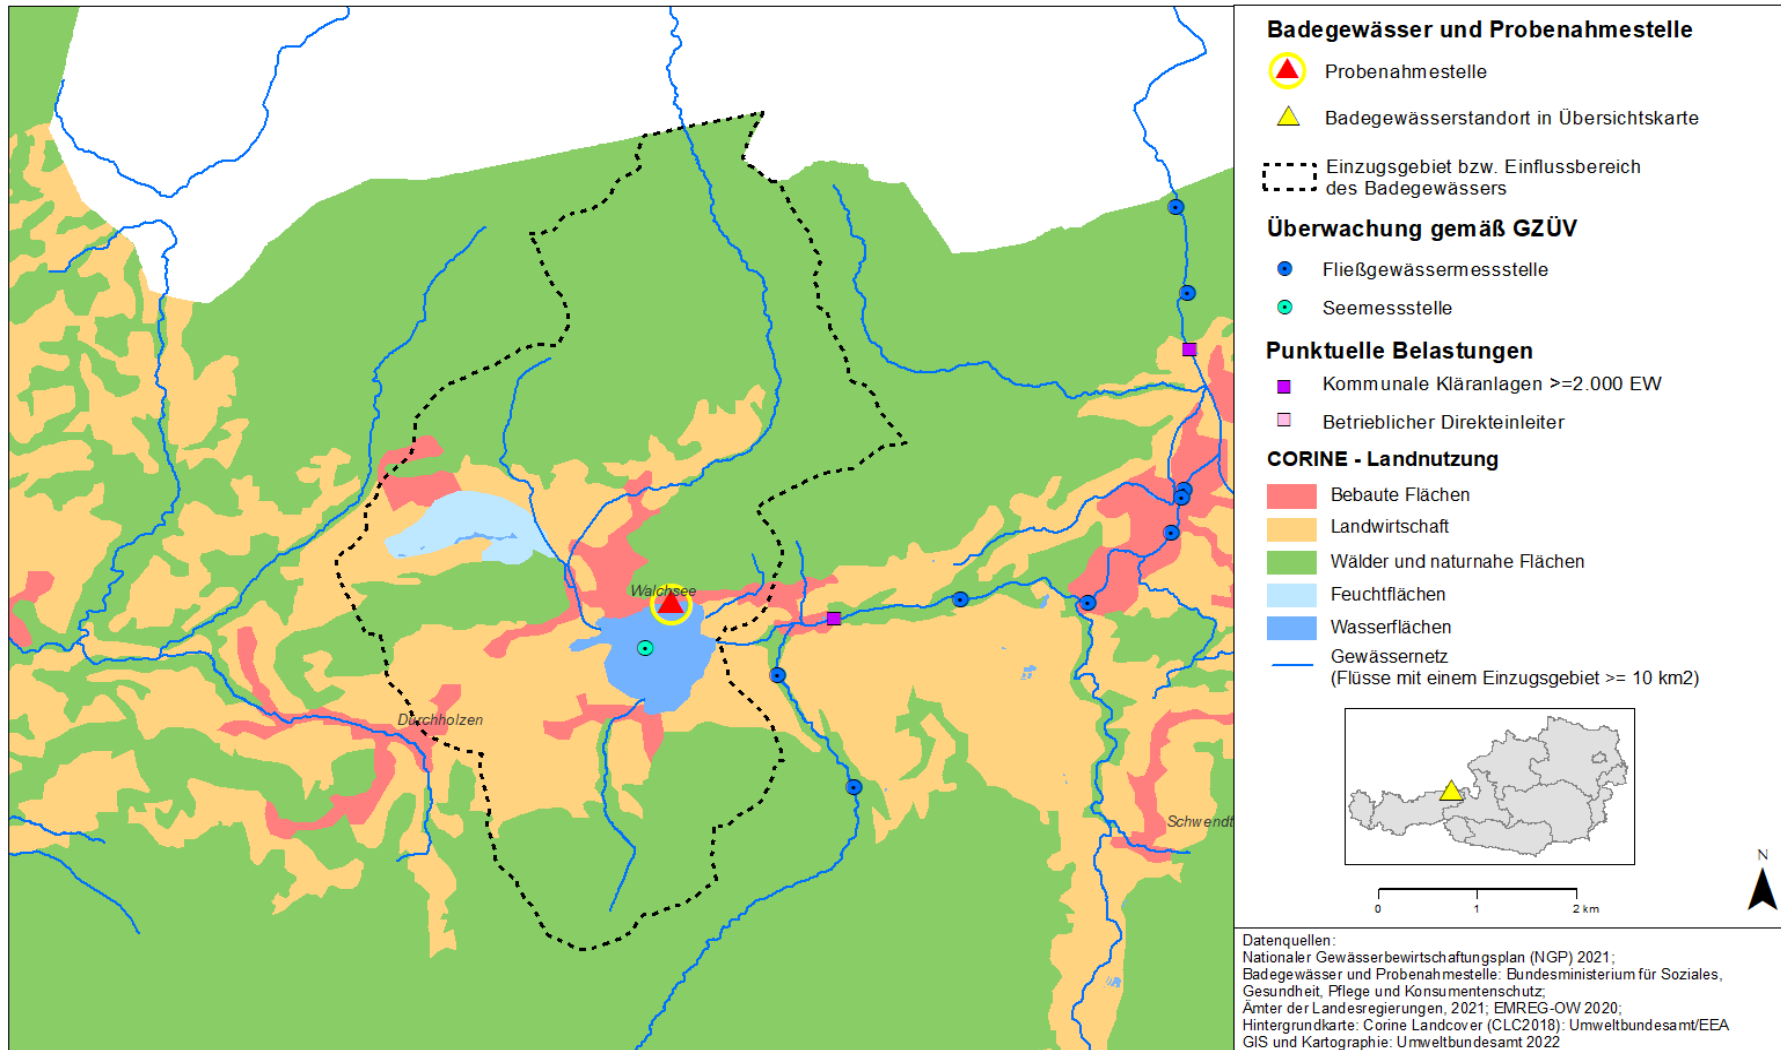 Walchsee
Durchholzen
Schwendt
Badegewässer und Probenahmestelle
Probenahmestelle
Badegewässerstandort in Übersichtskarte
Einzugsgebiet bzw. Einflussbereich
des Badegewässers
Überwachung gemäß GZÜV
Fließgewässermessstelle
Seemessstelle
Punktuelle Belastungen
Kommunale Kläranlagen >=2.000 EW
Betrieblicher Direkteinleiter
CORINE - Landnutzung
Bebaute Flächen
Landwirtschaft
Wälder und naturnahe Flächen
Feuchtflächen
Wasserflächen
Gewässernetz
(Flüsse mit einem Einzugsgebiet >= 10 km2)
N
0 1 2 km
Datenquellen:
Nationaler Gewässerbewirtschaftungsplan (NGP) 2021;
Badegewässer und Probenahmestelle: Bundesministerium für Soziales,
Gesundheit, Pflege und Konsumentenschutz;
Ämter der Landesregierungen, 2021; EMREG-OW 2020;
Hintergrundkarte: Corine Landcover (CLC2018): Umweltbundesamt/EEA
GIS und Kartographie: Umweltbundesamt 2022